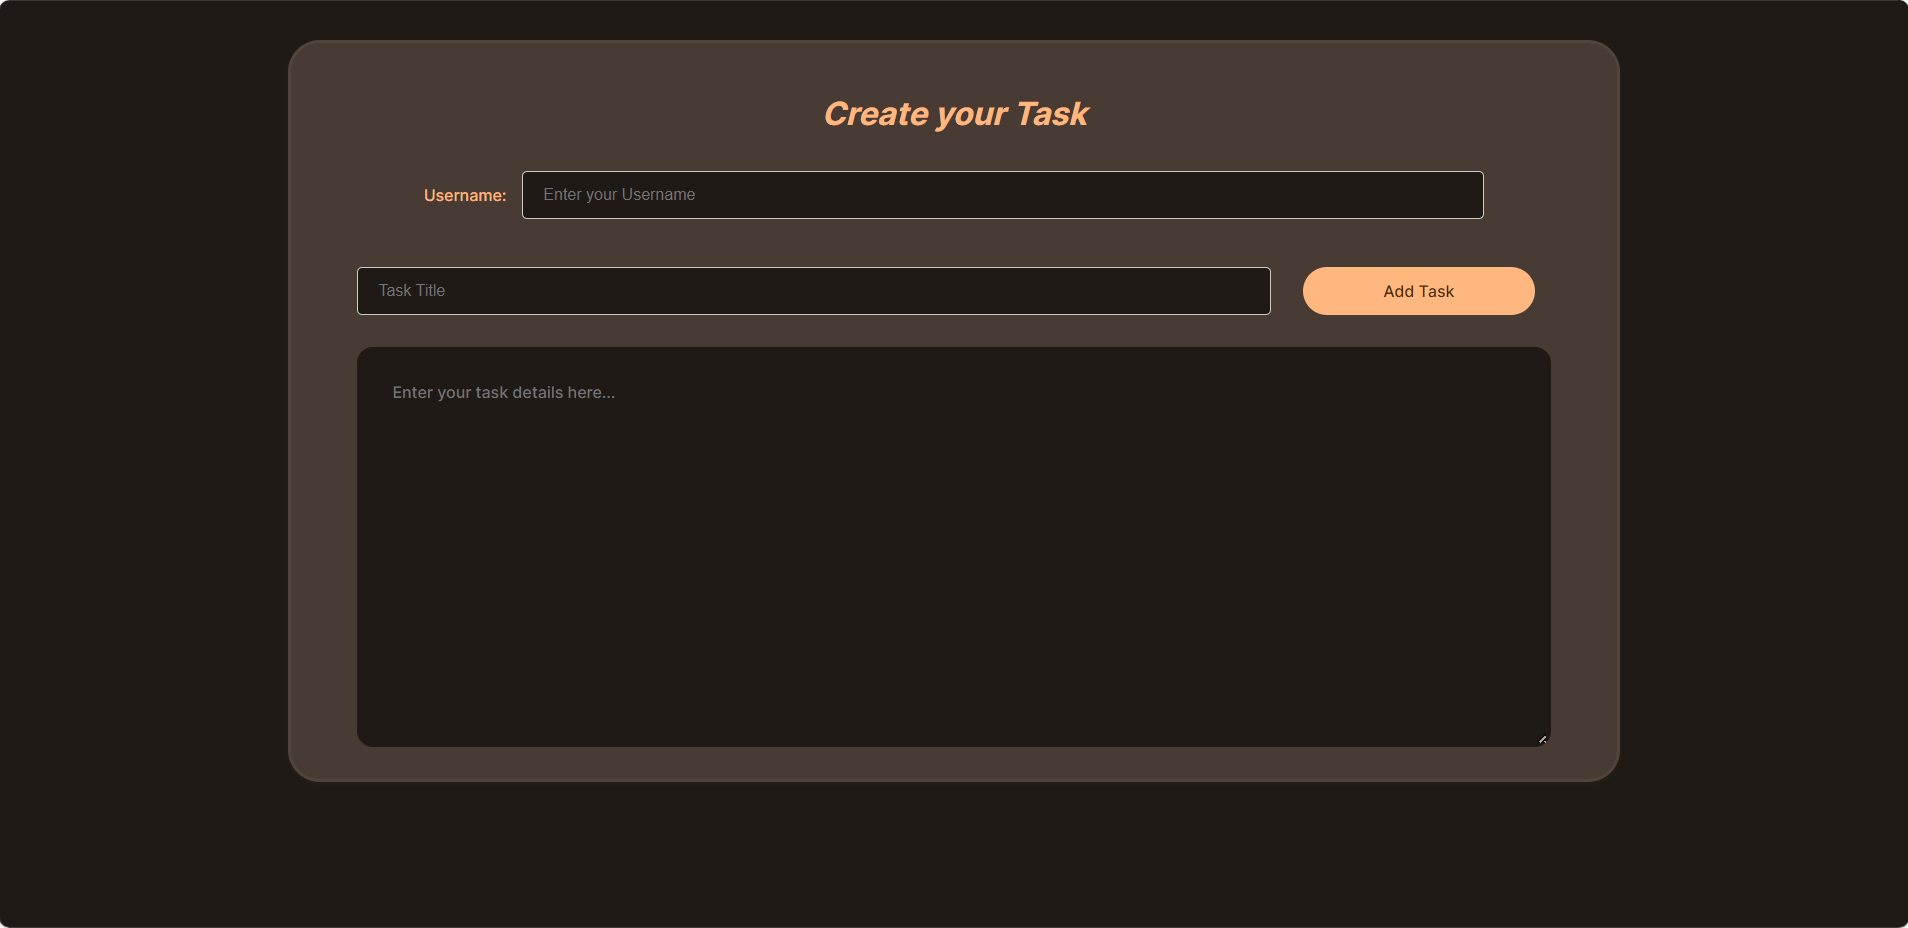 Create your Task
Username: Enter your Username
Task Title Add Task
Enter your task details here...